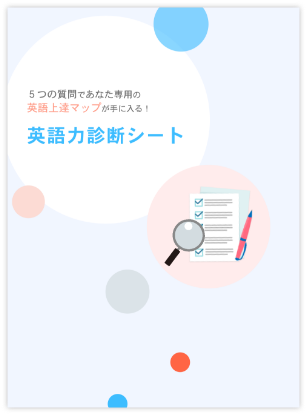 5つの質問であなた専用の
英語上達マップが手に入る！
英語力診断シート